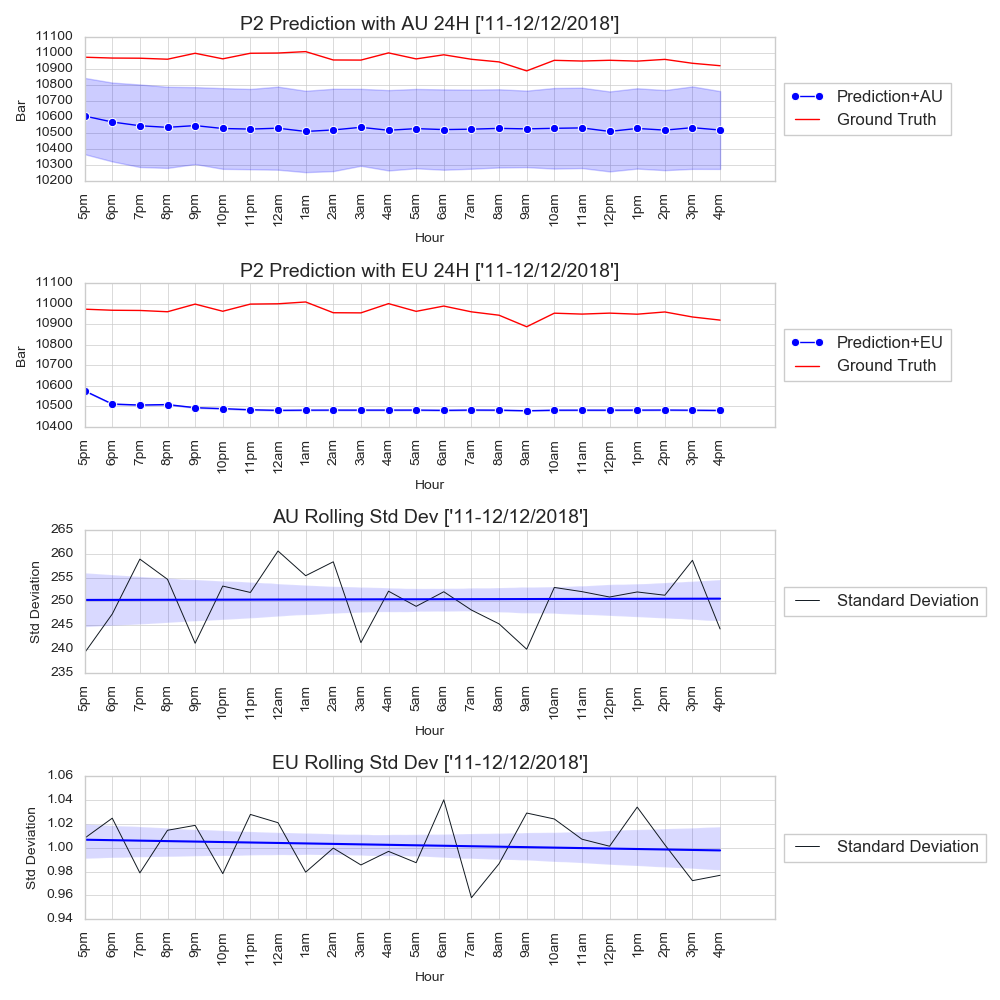 P2 Prediction with AU 24H ['11-12/12/2018']
11100
11000
10900
10800
10700
10600
10500
10400
10300
10200
Bar
5pm 6pm 7pm 8pm 9pm 10pm 11pm 12am 1am 2am 3am 4am 5am 6am 7am 8am 9am 10am 11am 12pm 1pm 2pm 3pm 4pm
Hour
Prediction+AU
Ground Truth
P2 Prediction with EU 24H ['11-12/12/2018']
11100
11000
10900
10800
10700
10600
10500
10400
Bar
5pm 6pm 7pm 8pm 9pm 10pm 11pm 12am 1am 2am 3am 4am 5am 6am 7am 8am 9am 10am 11am 12pm 1pm 2pm 3pm 4pm
Hour
Prediction+EU
Ground Truth
AU Rolling Std Dev ['11-12/12/2018']
265
260
255
250
245
240
235
Std Deviation
5pm 6pm 7pm 8pm 9pm 10pm 11pm 12am 1am 2am 3am 4am 5am 6am 7am 8am 9am 10am 11am 12pm 1pm 2pm 3pm 4pm
Hour
Standard Deviation
EU Rolling Std Dev ['11-12/12/2018']
1.06
1.04
1.02
1.00
0.98
0.96
0.94
Std Deviation
5pm 6pm 7pm 8pm 9pm 10pm 11pm 12am 1am 2am 3am 4am 5am 6am 7am 8am 9am 10am 11am 12pm 1pm 2pm 3pm 4pm
Hour
Standard Deviation